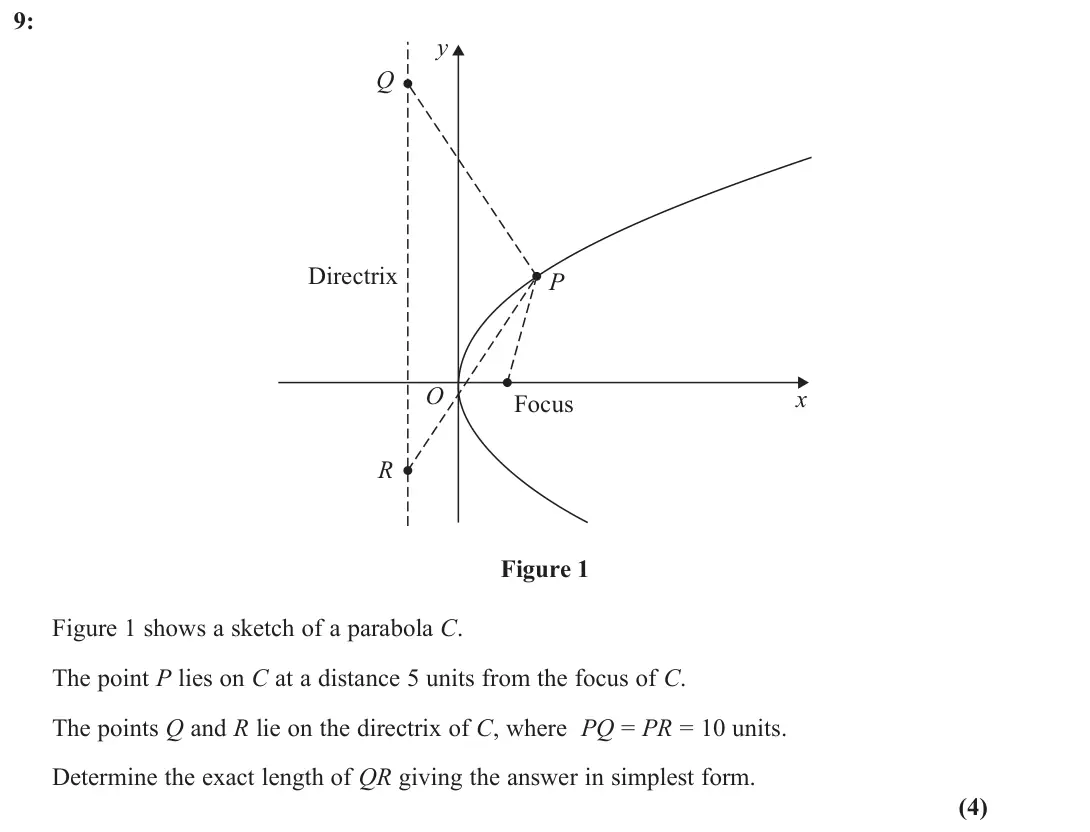 9:
y
Q
Directrix
P
O
Focus
x
R
Figure 1
Figure 1 shows a sketch of a parabola C.
The point P lies on C at a distance 5 units from the focus of C.
The points Q and R lie on the directrix of C, where PQ = PR = 10 units.
Determine the exact length of QR giving the answer in simplest form.
(4)